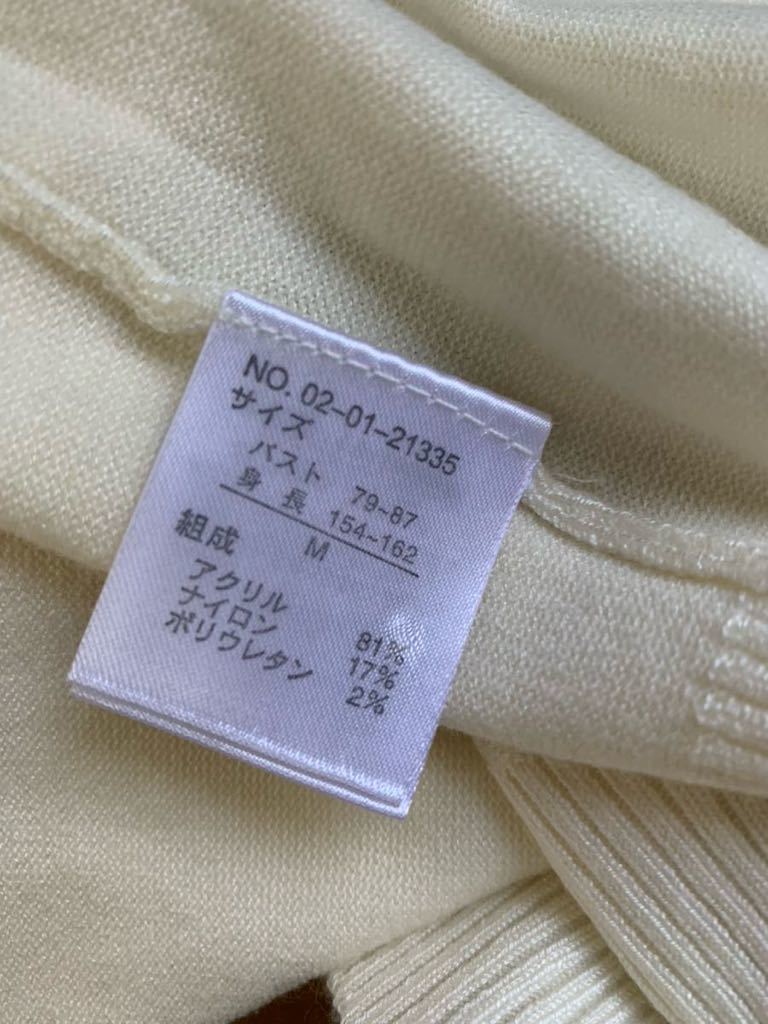 NO. 02-01-21335
サイズ
バスト 79~87
身長 154~162
M
組成
アクリル 81%
ナイロン 17%
ポリウレタン 2%